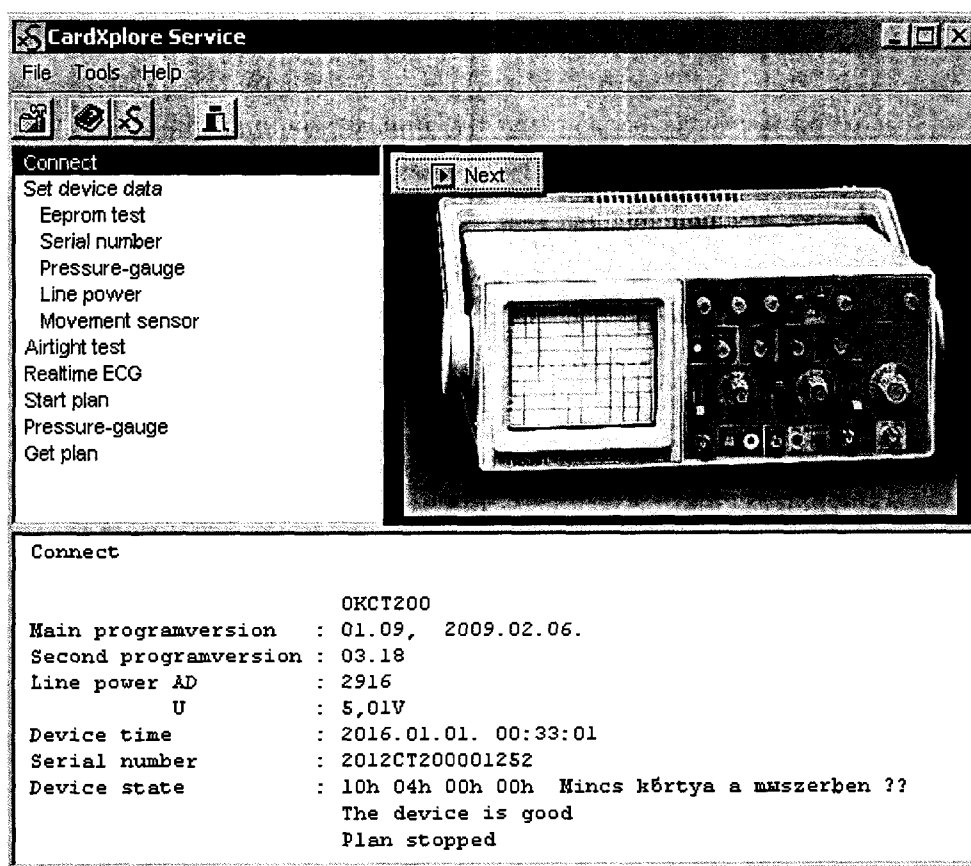 CardXplore Service
File Tools Help
Connect
Set device data
Eeprom test
Serial number
Pressure-gauge
Line power
Movement sensor
Airtight test
Realtime ECG
Start plan
Pressure-gauge
Get plan
Next
Connect
OKCT200
Main programversion : 01.09, 2009.02.06.
Second programversion : 03.18
Line power AD : 2916
U : 5,01V
Device time : 2016.01.01. 00:33:01
Serial number : 2012CT200001252
Device state : 10h 04h 00h 00h Nincs kőrtya a muszerben ??
The device is good
Plan stopped